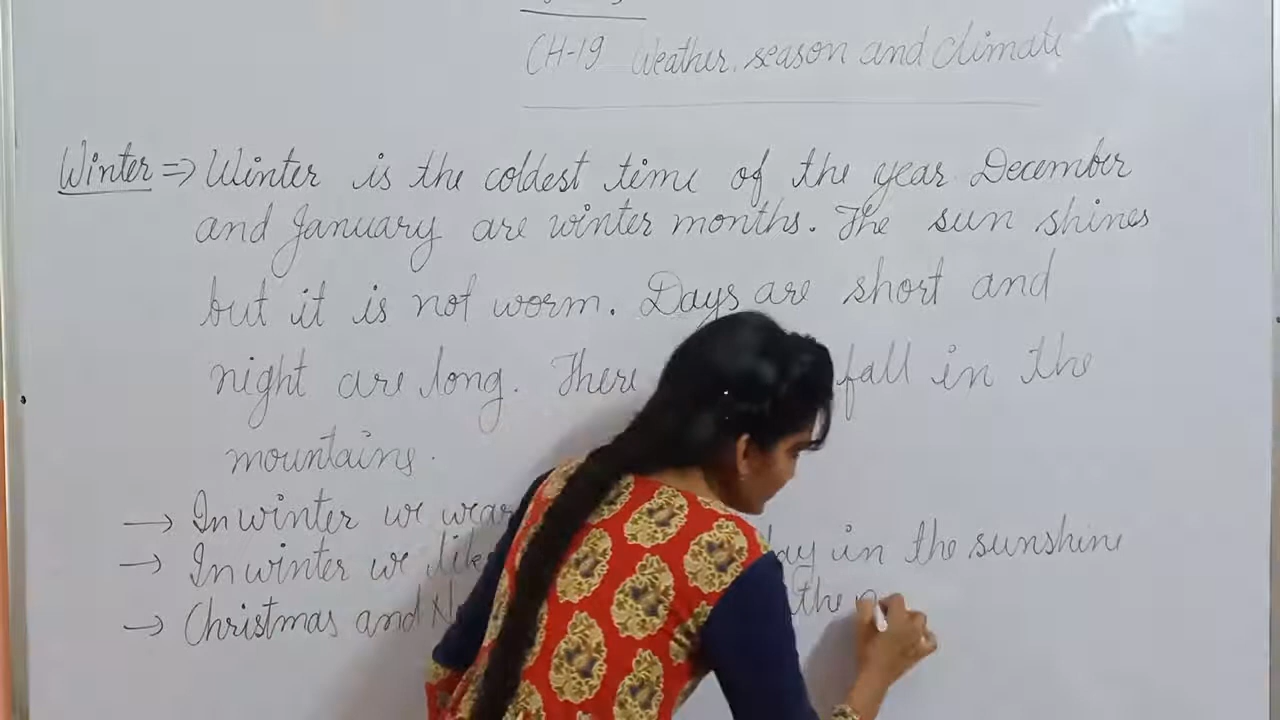 CH-19 Weather, season and climate
Winter => Winter is the coldest time of the year. December
and January are winter months. The sun shines
but it is not worm. Days are short and
night are long. There fall in the
mountains.
→ In winter we wear
→ In winter we like in the sunshine
→ Christmas and the